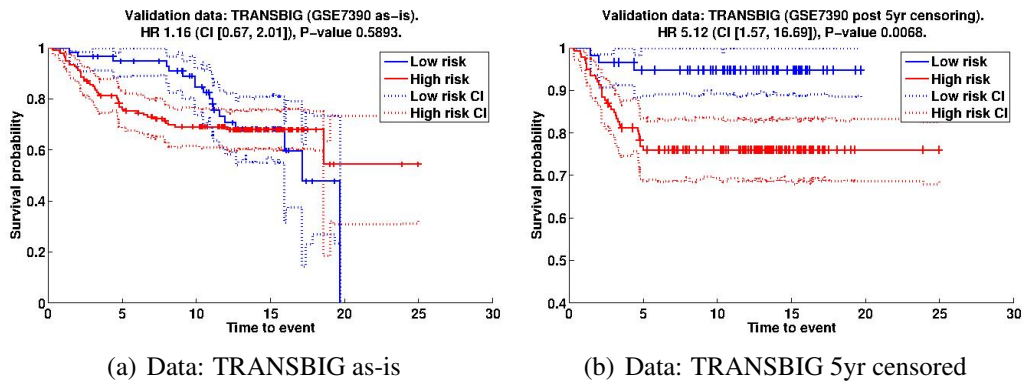 Validation data: TRANSBIG (GSE7390 as-is).
HR 1.16 (CI [0.67, 2.01]), P-value 0.5893.
Survival probability
1
0.8
0.6
0.4
0.2
0
Low risk
High risk
Low risk CI
High risk CI
0 5 10 15 20 25 30
Time to event
(a) Data: TRANSBIG as-is
Validation data: TRANSBIG (GSE7390 post 5yr censoring).
HR 5.12 (CI [1.57, 16.69]), P-value 0.0068.
Survival probability
1
0.9
0.8
0.7
0.6
0.5
0.4
Low risk
High risk
Low risk CI
High risk CI
0 5 10 15 20 25 30
Time to event
(b) Data: TRANSBIG 5yr censored